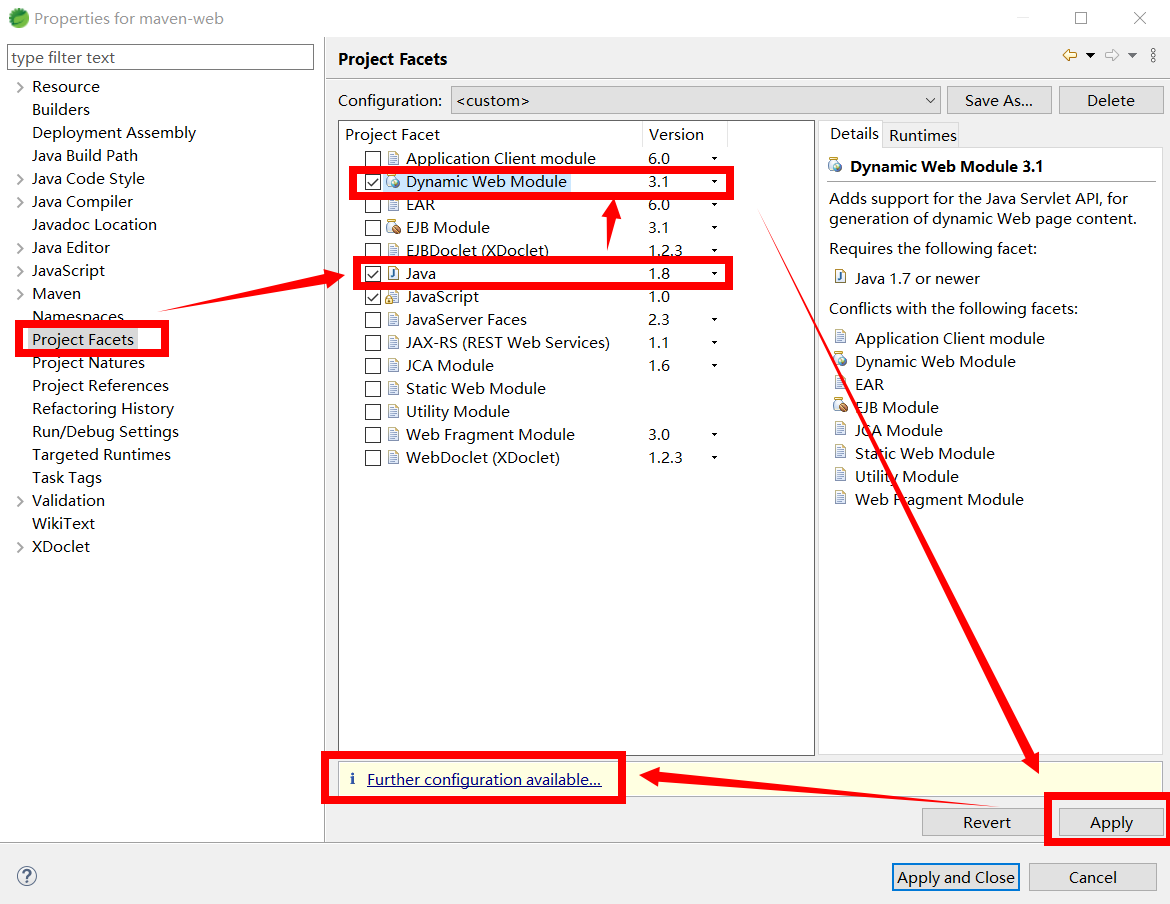 Properties for maven-web
type filter text
Resource
Builders
Deployment Assembly
Java Build Path
Java Code Style
Java Compiler
Javadoc Location
Java Editor
JavaScript
Maven
Namespaces
Project Facets
Project Natures
Project References
Refactoring History
Run/Debug Settings
Targeted Runtimes
Task Tags
Validation
WikiText
XDoclet
Project Facets
Configuration: <custom> Save As... Delete
Project Facet Version
Application Client module 6.0
Dynamic Web Module 3.1
EAR 6.0
EJB Module 3.1
EJBDoclet (XDoclet) 1.2.3
Java 1.8
JavaScript 1.0
JavaServer Faces 2.3
JAX-RS (REST Web Services) 1.1
JCA Module 1.6
Static Web Module
Utility Module
Web Fragment Module 3.0
WebDoclet (XDoclet) 1.2.3
Details Runtimes
Dynamic Web Module 3.1
Adds support for the Java Servlet API, for
generation of dynamic Web page content.
Requires the following facet:
Java 1.7 or newer
Conflicts with the following facets:
Application Client module
Dynamic Web Module
EAR
EJB Module
JCA Module
Static Web Module
Utility Module
Web Fragment Module
i Further configuration available...
Revert Apply
? Apply and Close Cancel